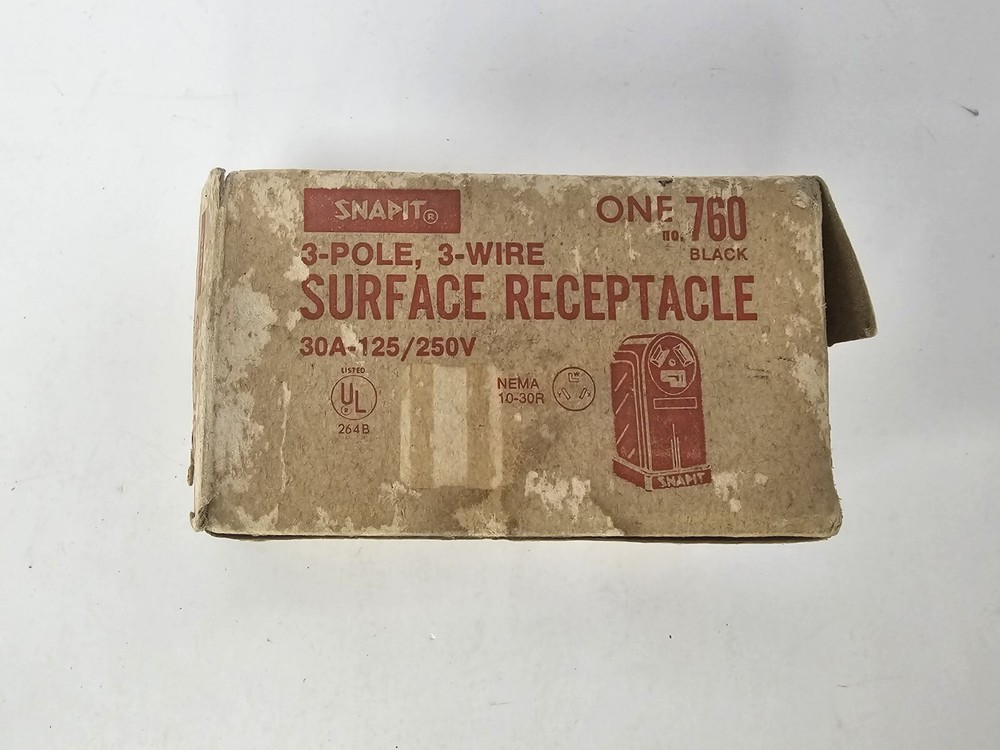 SNAPIT®
ONE no. 760
BLACK
3-POLE, 3-WIRE
SURFACE RECEPTACLE
30A-125/250V
LISTED
UL
®
264B
NEMA
10-30R
W
SNAPIT